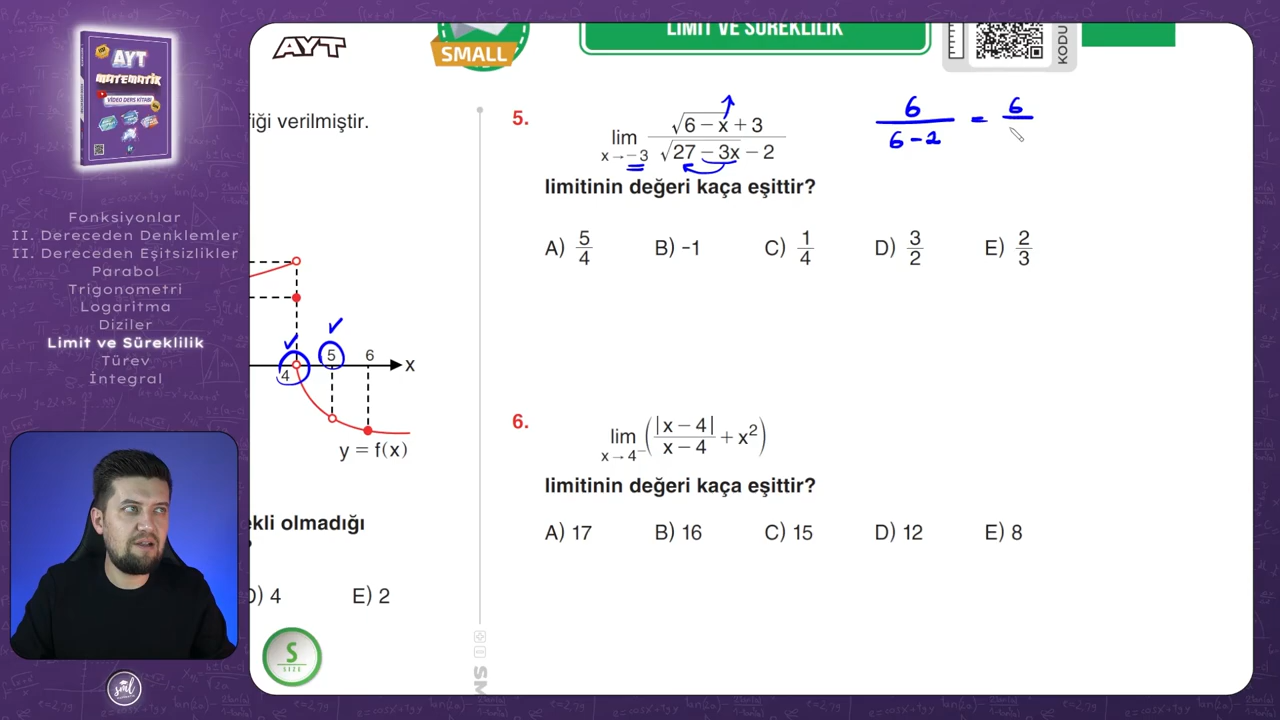 AYT
MATEMATİK
VİDEO DERS KİTABI
Fonksiyonlar
II. Dereceden Denklemler
II. Dereceden Eşitsizlikler
Parabol
Trigonometri
Logaritma
Diziler
Limit ve Süreklilik
Türev
İntegral
sml
AYT
SMALL
LİMİT VE SÜREKLİLİK
KODU
fiği verilmiştir.
4 5 6 x
y = f(x)
ekli olmadığı
D) 4 E) 2
S
SIZE
SM
5. lim x→−3 (√(6 − x) + 3) / (√(27 − 3x) − 2)
6/(6−2) = 6/
limitinin değeri kaça eşittir?
A) 5/4 B) -1 C) 1/4 D) 3/2 E) 2/3
6. lim x→4⁻ (|x − 4| / (x − 4) + x²)
limitinin değeri kaça eşittir?
A) 17 B) 16 C) 15 D) 12 E) 8